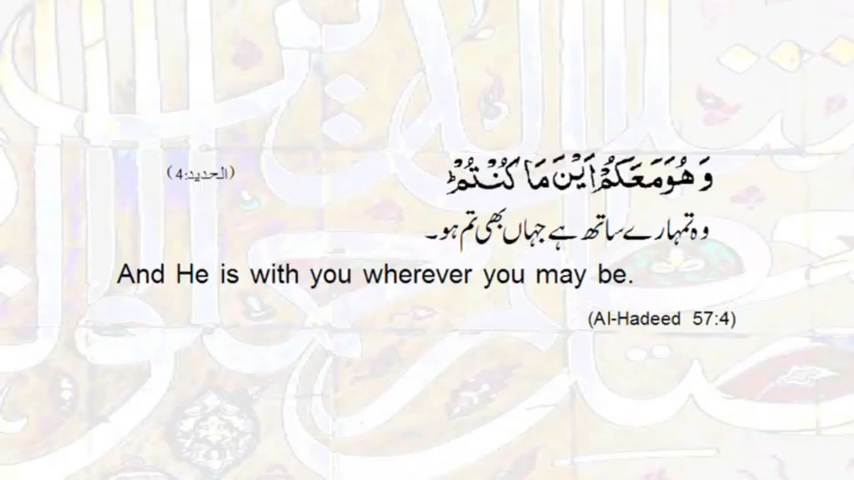 وَهُوَ مَعَكُمْ اَيْنَ مَا كُنْتُمْ ؕ (الحدید:4)
وہ تمہارے ساتھ ہے جہاں بھی تم ہو۔
And He is with you wherever you may be.
(Al-Hadeed 57:4)